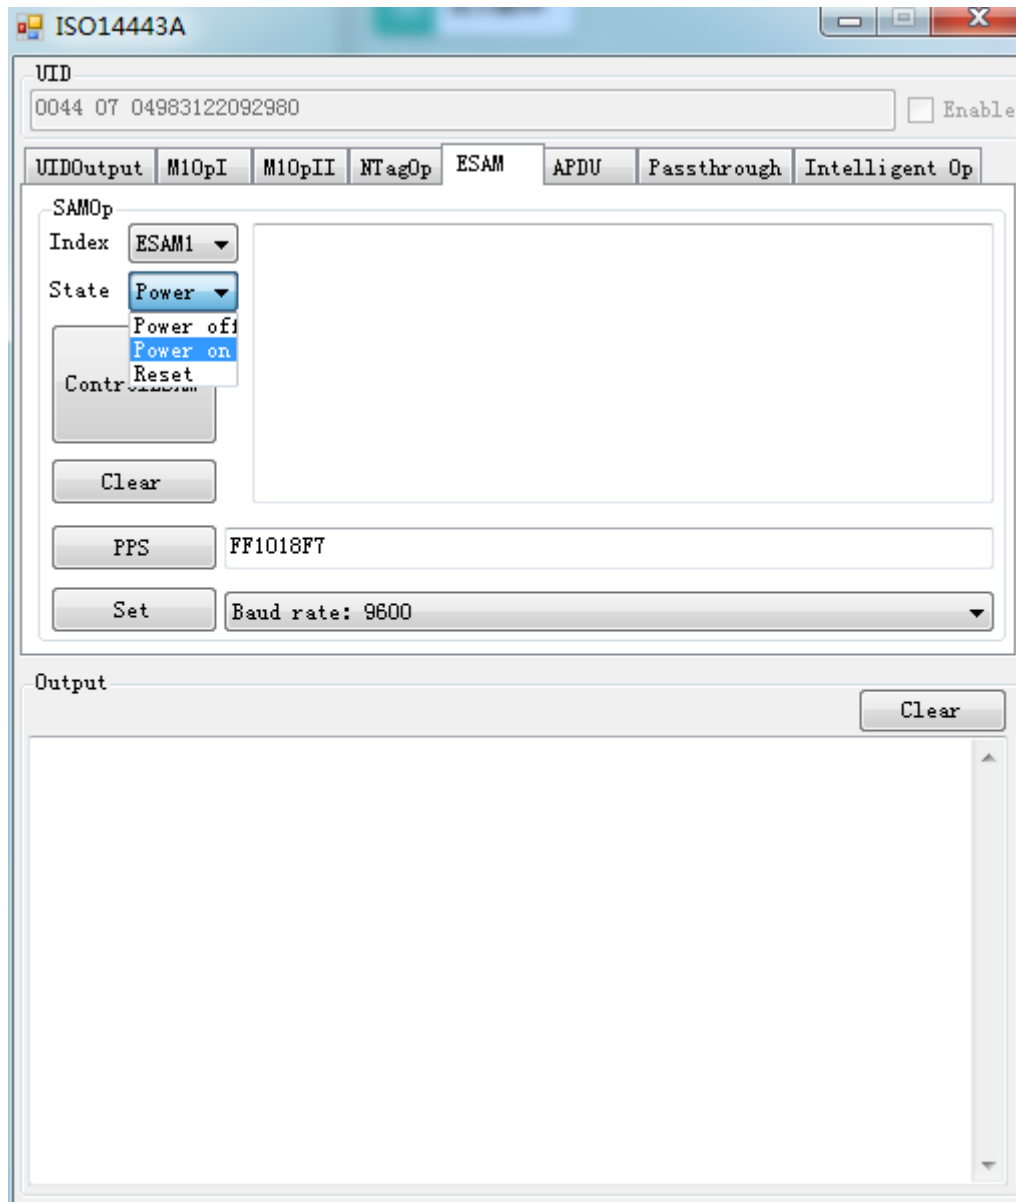 ISO14443A
UID
0044 07 04983122092980
Enable
UIDOutput M1OpI M1OpII NTagOp ESAM APDU Passthrough Intelligent Op
SAMOp
Index ESAM1
State Power
Power off
Power on
Reset
Clear
PPS FF1018F7
Set Baud rate: 9600
Output
Clear